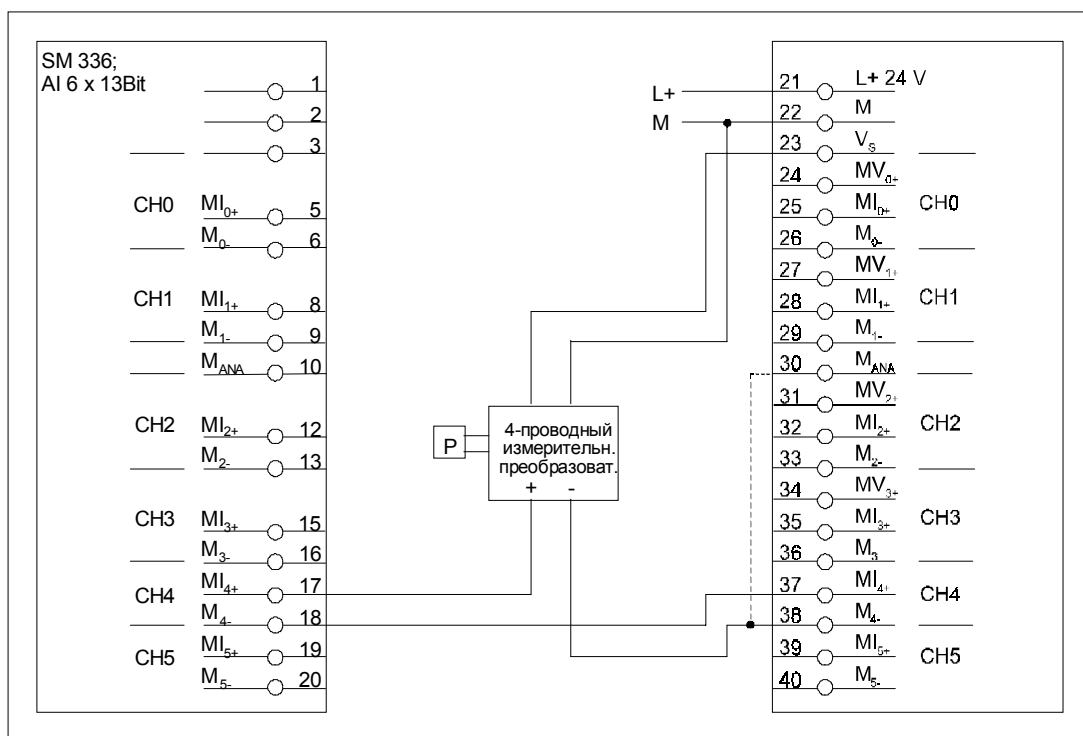 SM 336;
AI 6 x 13Bit
1
2
3
CH0 MI0+ 5
M0- 6
CH1 MI1+ 8
M1- 9
MANA 10
CH2 MI2+ 12
M2- 13
CH3 MI3+ 15
M3- 16
CH4 MI4+ 17
M4- 18
CH5 MI5+ 19
M5- 20
L+
M
P
4-проводный
измерительн.
преобразоват.
+ -
21 L+ 24 V
22 M
23 VS
24 MV0+
25 MI0+ CH0
26 M0-
27 MV1+
28 MI1+ CH1
29 M1-
30 MANA
31 MV2+
32 MI2+ CH2
33 M2-
34 MV3+
35 MI3+ CH3
36 M3
37 MI4+ CH4
38 M4-
39 MI5+ CH5
40 M5-